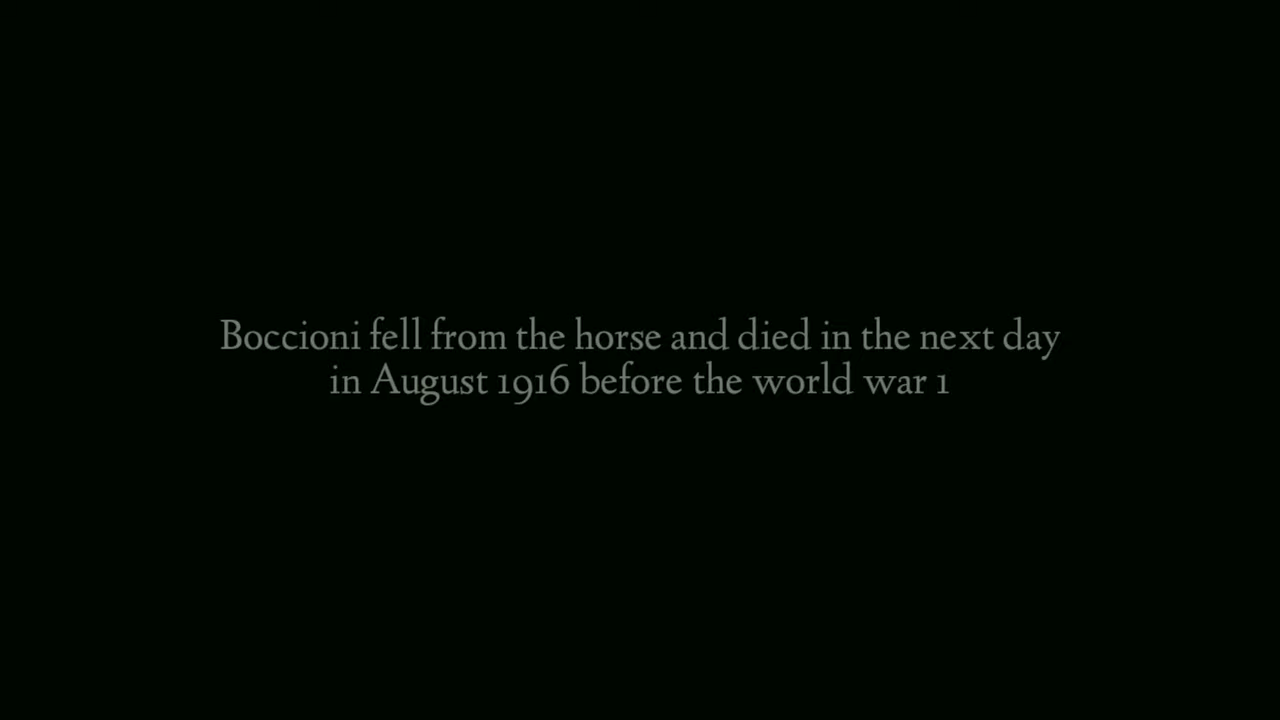 Boccioni fell from the horse and died in the next day
in August 1916 before the world war 1